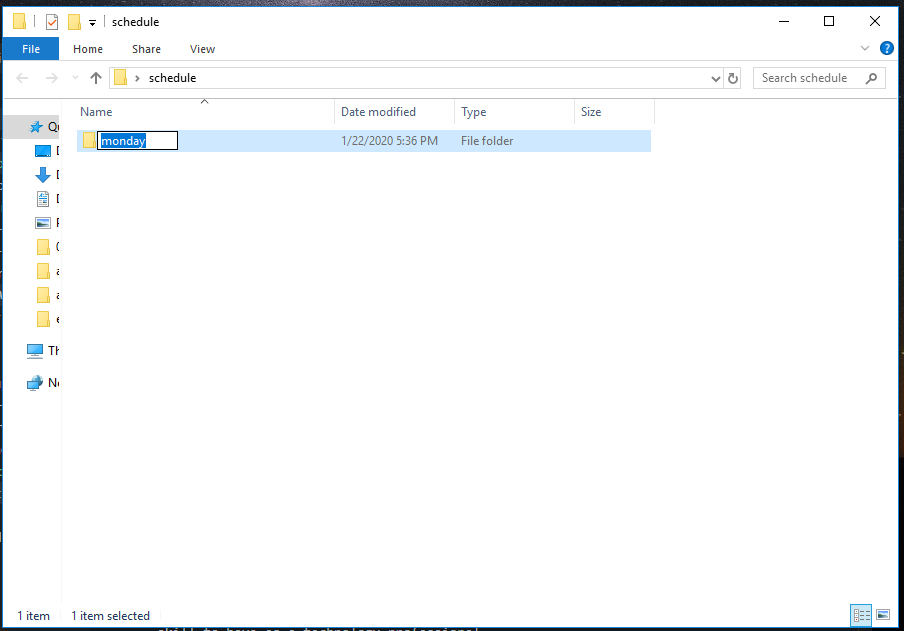 schedule
File Home Share View
schedule Search schedule
Name Date modified Type Size
monday 1/22/2020 5:36 PM File folder
1 item 1 item selected